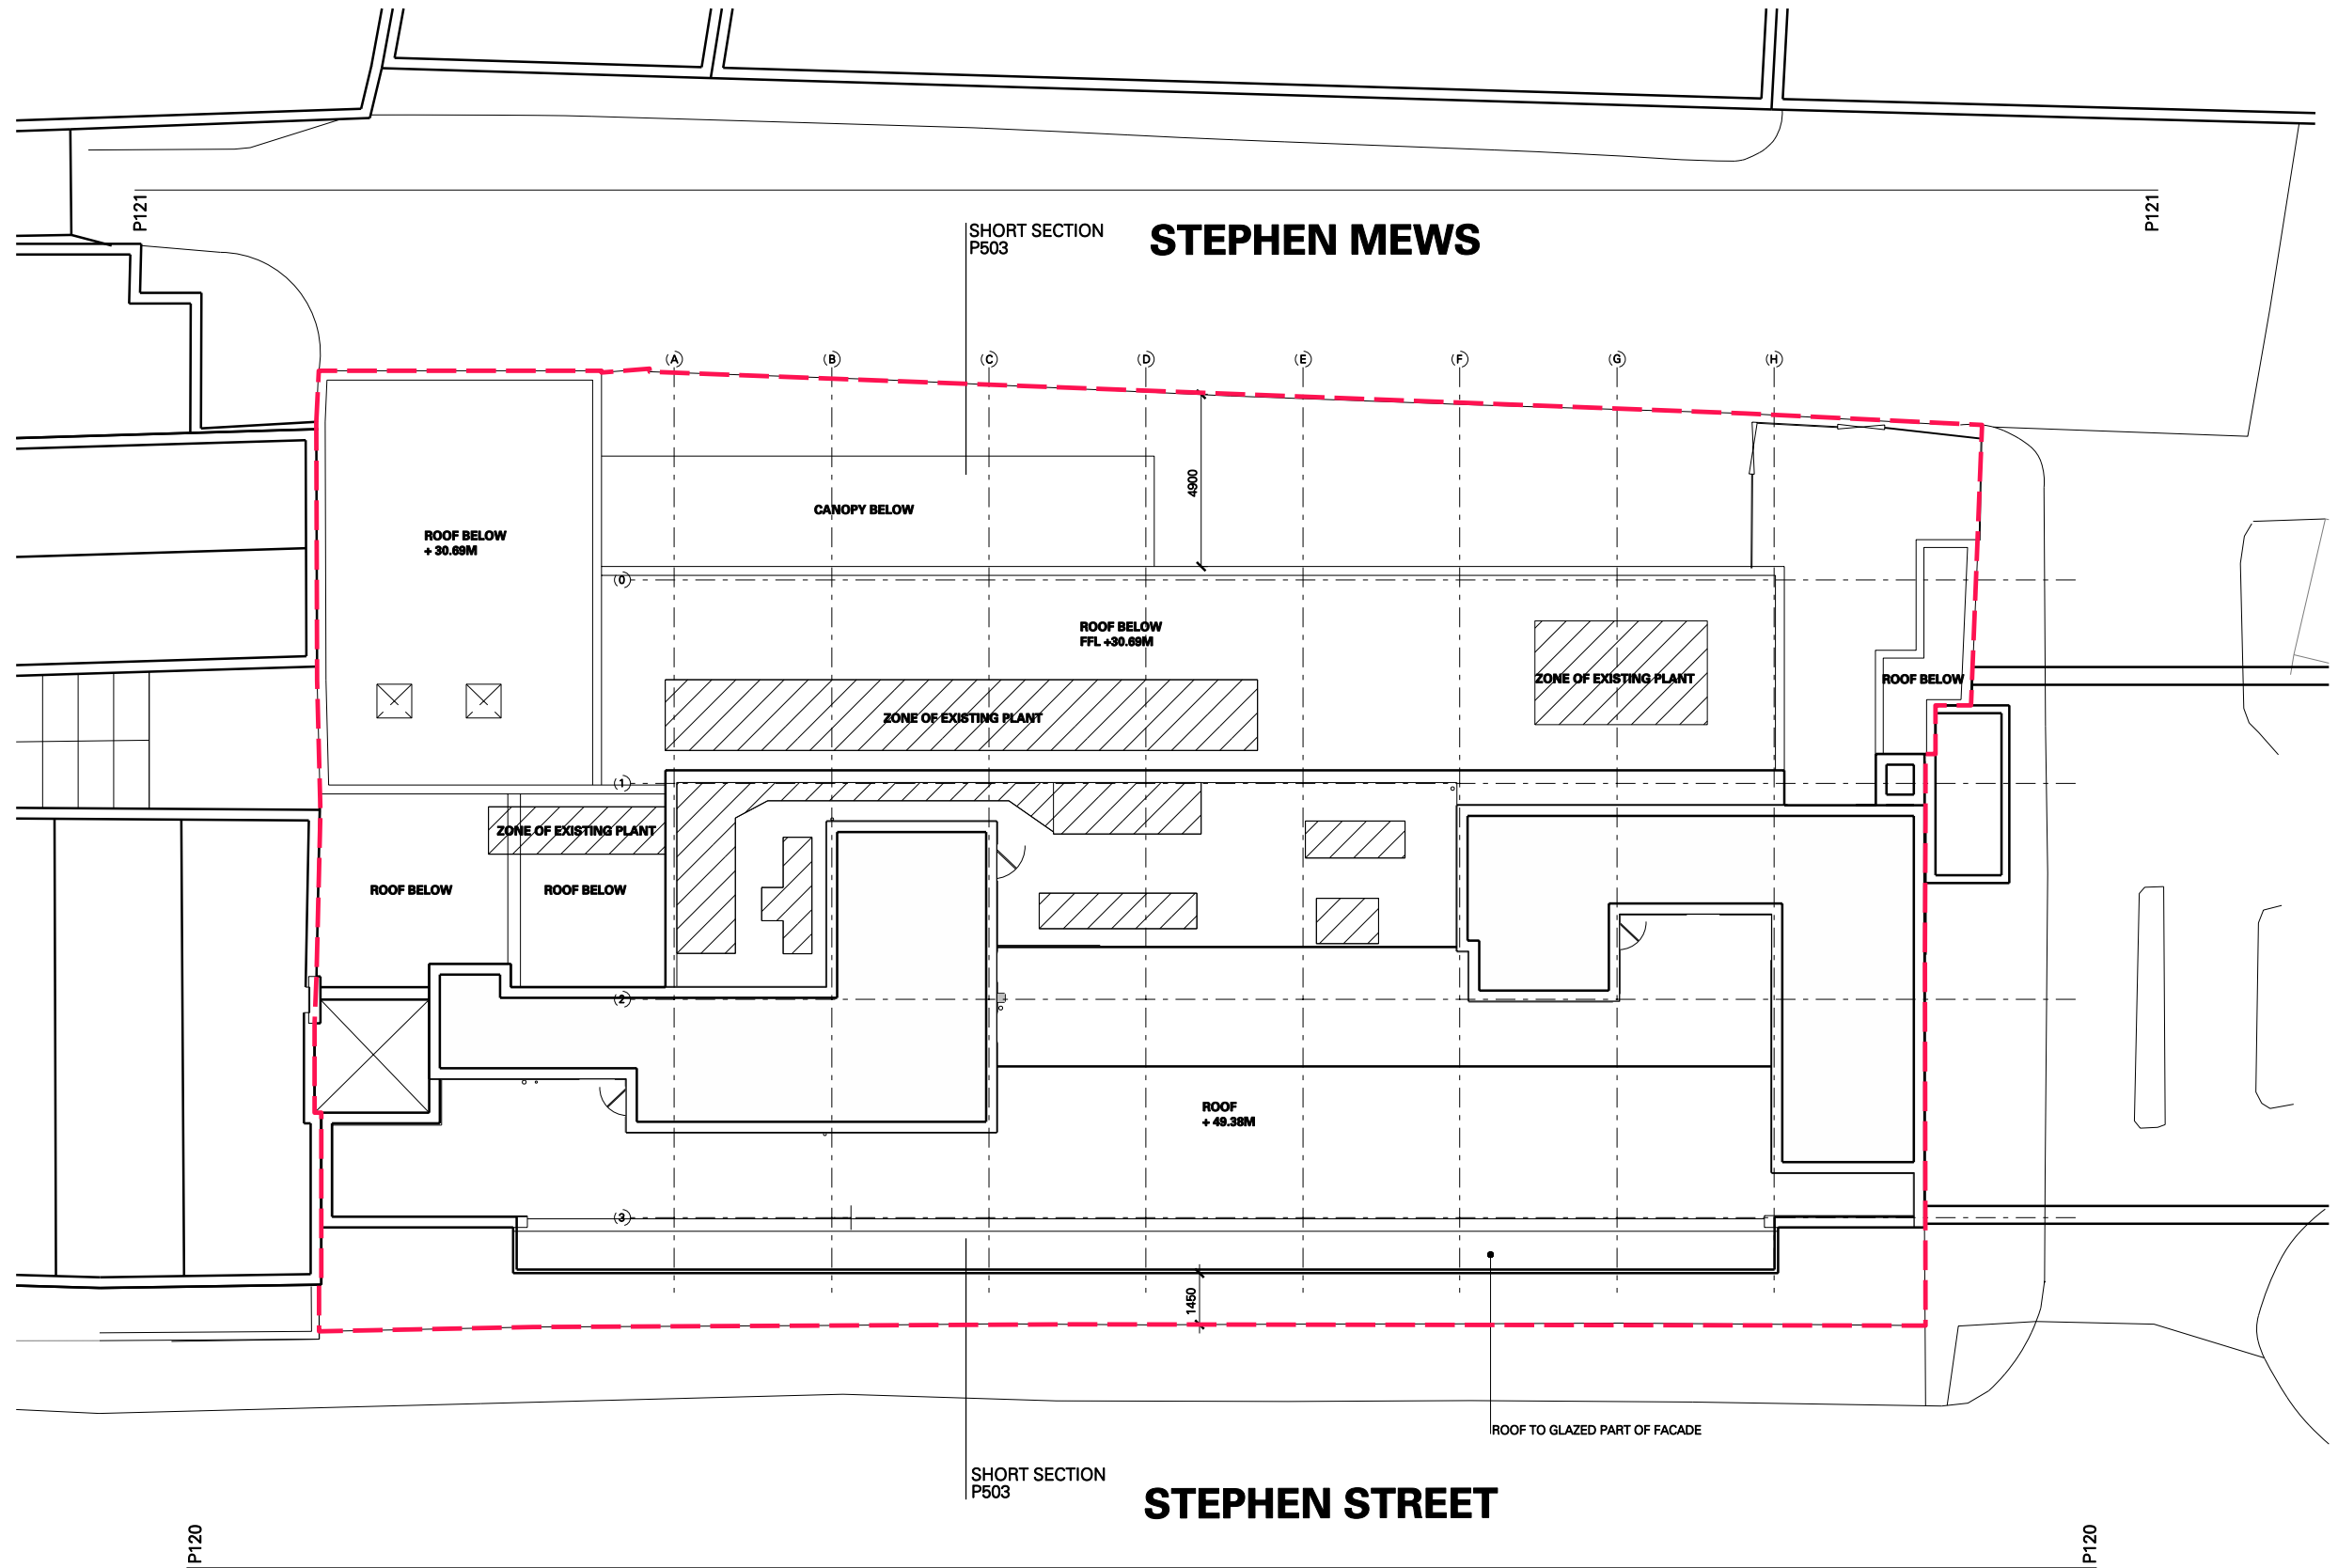 P121
P121
SHORT SECTION
P503
STEPHEN MEWS
A
B
C
D
E
F
G
H
4900
CANOPY BELOW
ROOF BELOW
+ 30.69M
0
ROOF BELOW
FFL +30.69M
ZONE OF EXISTING PLANT
ROOF BELOW
ZONE OF EXISTING PLANT
1
ZONE OF EXISTING PLANT
ROOF BELOW
ROOF BELOW
2
ROOF
+ 49.38M
3
1450
ROOF TO GLAZED PART OF FACADE
SHORT SECTION
P503
STEPHEN STREET
P120
P120